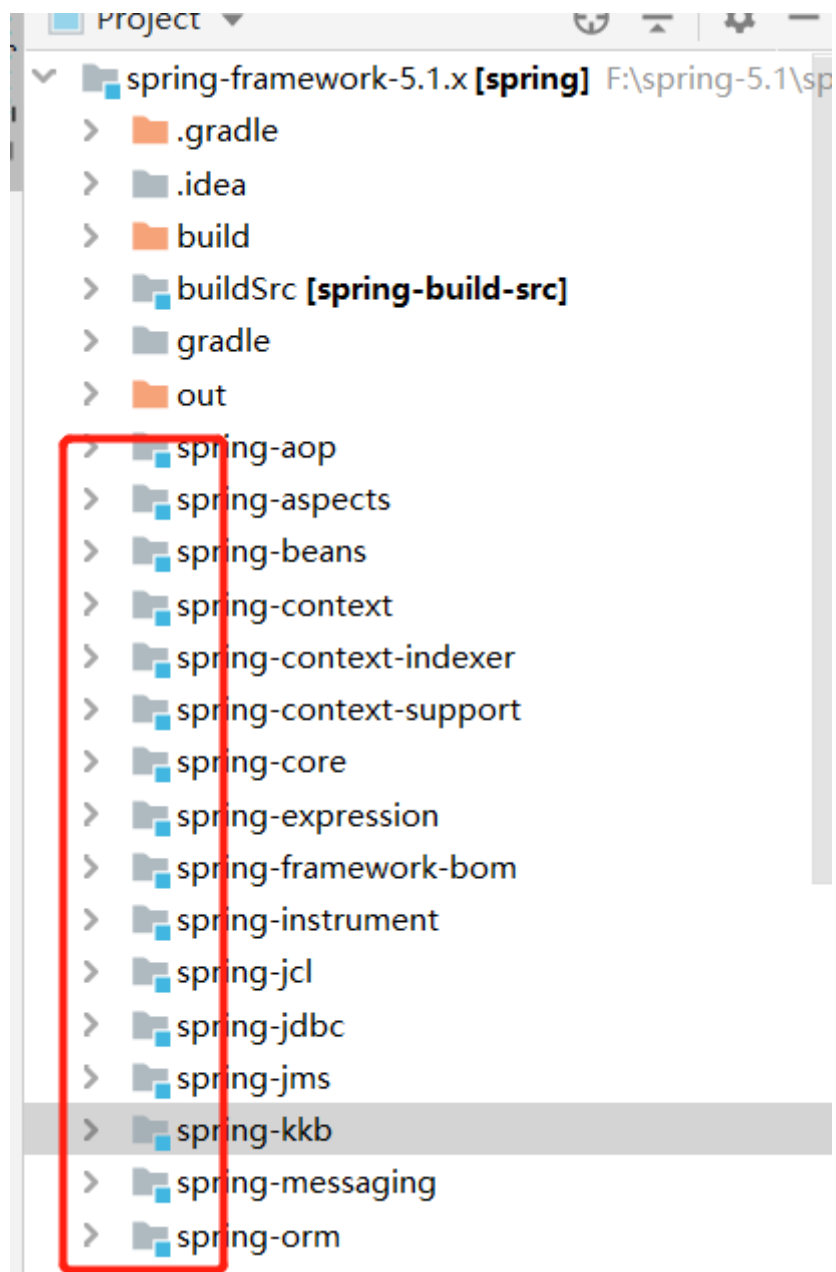 Project
spring-framework-5.1.x [spring] F:\spring-5.1\sp
.gradle
.idea
build
buildSrc [spring-build-src]
gradle
out
spring-aop
spring-aspects
spring-beans
spring-context
spring-context-indexer
spring-context-support
spring-core
spring-expression
spring-framework-bom
spring-instrument
spring-jcl
spring-jdbc
spring-jms
spring-kkb
spring-messaging
spring-orm